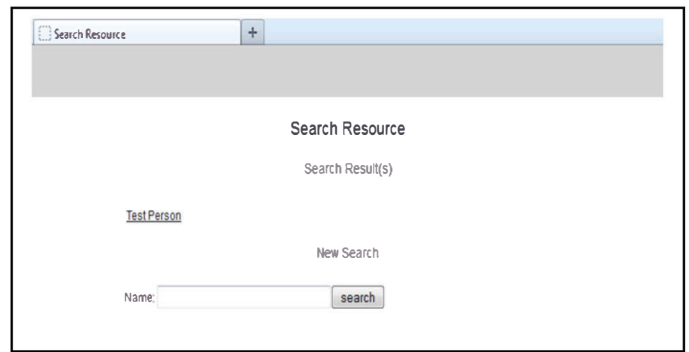 Search Resource
+
Search Resource
Search Result(s)
Test Person
New Search
Name: search